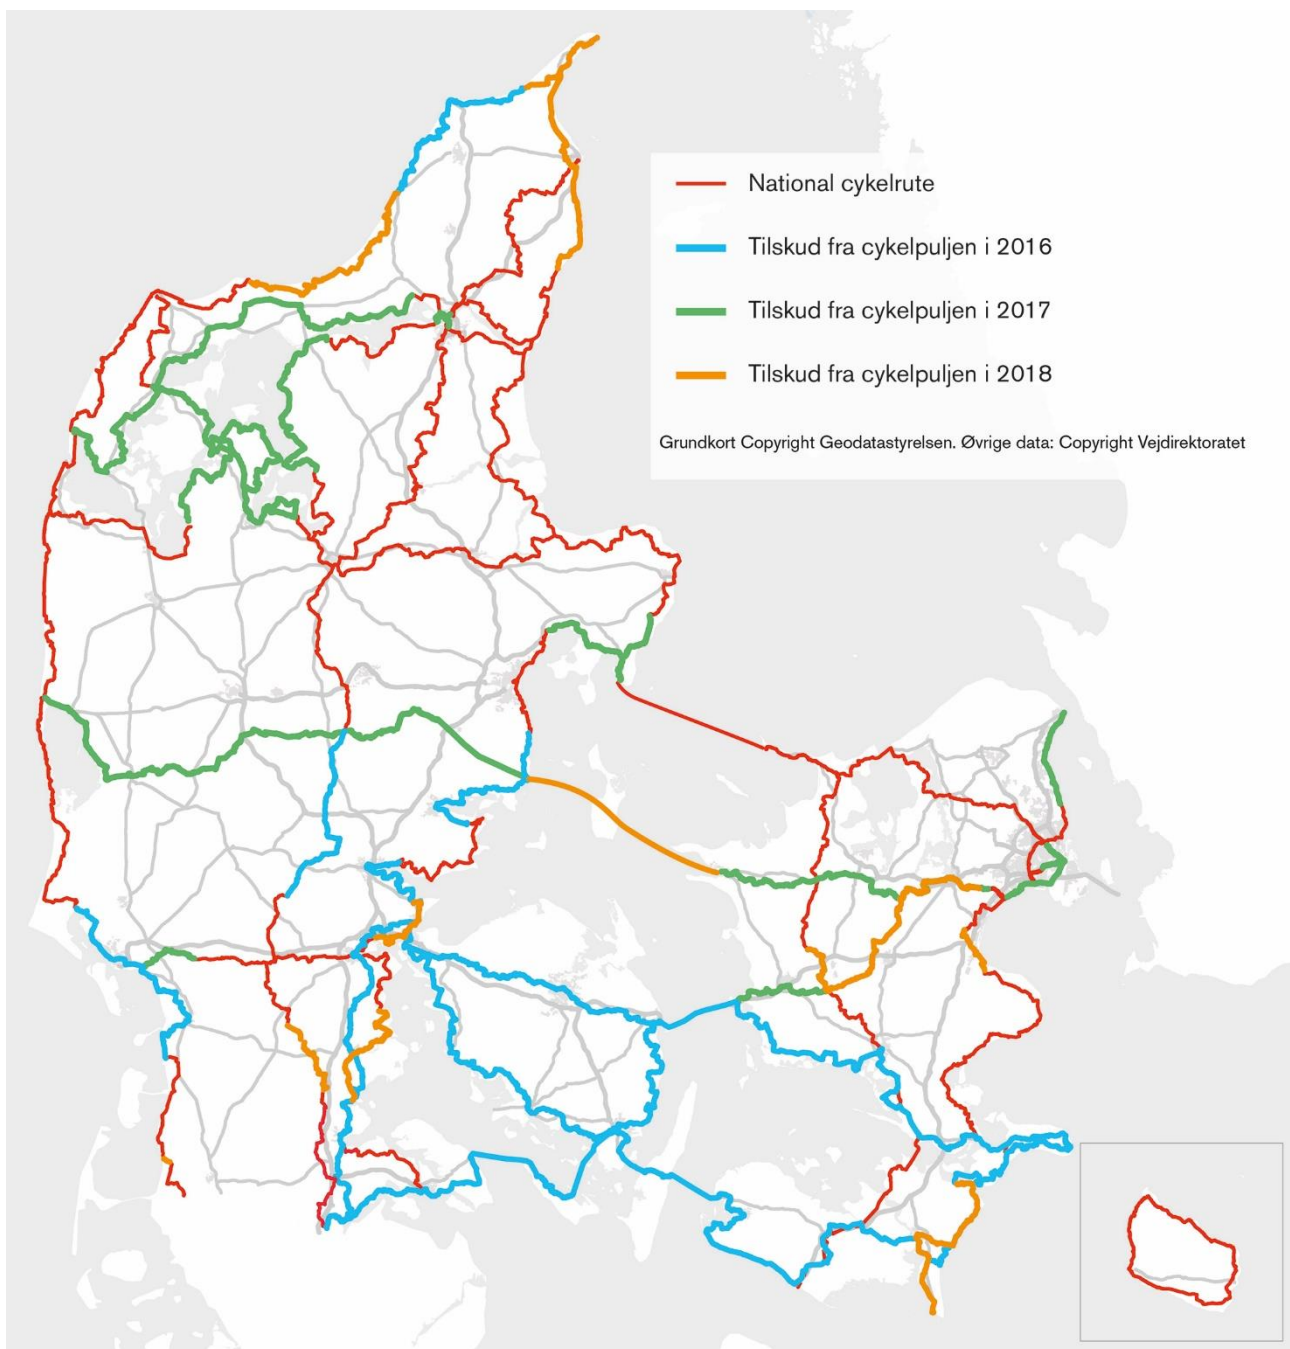 National cykelrute
Tilskud fra cykelpuljen i 2016
Tilskud fra cykelpuljen i 2017
Tilskud fra cykelpuljen i 2018
Grundkort Copyright Geodatastyrelsen. Øvrige data: Copyright Vejdirektoratet